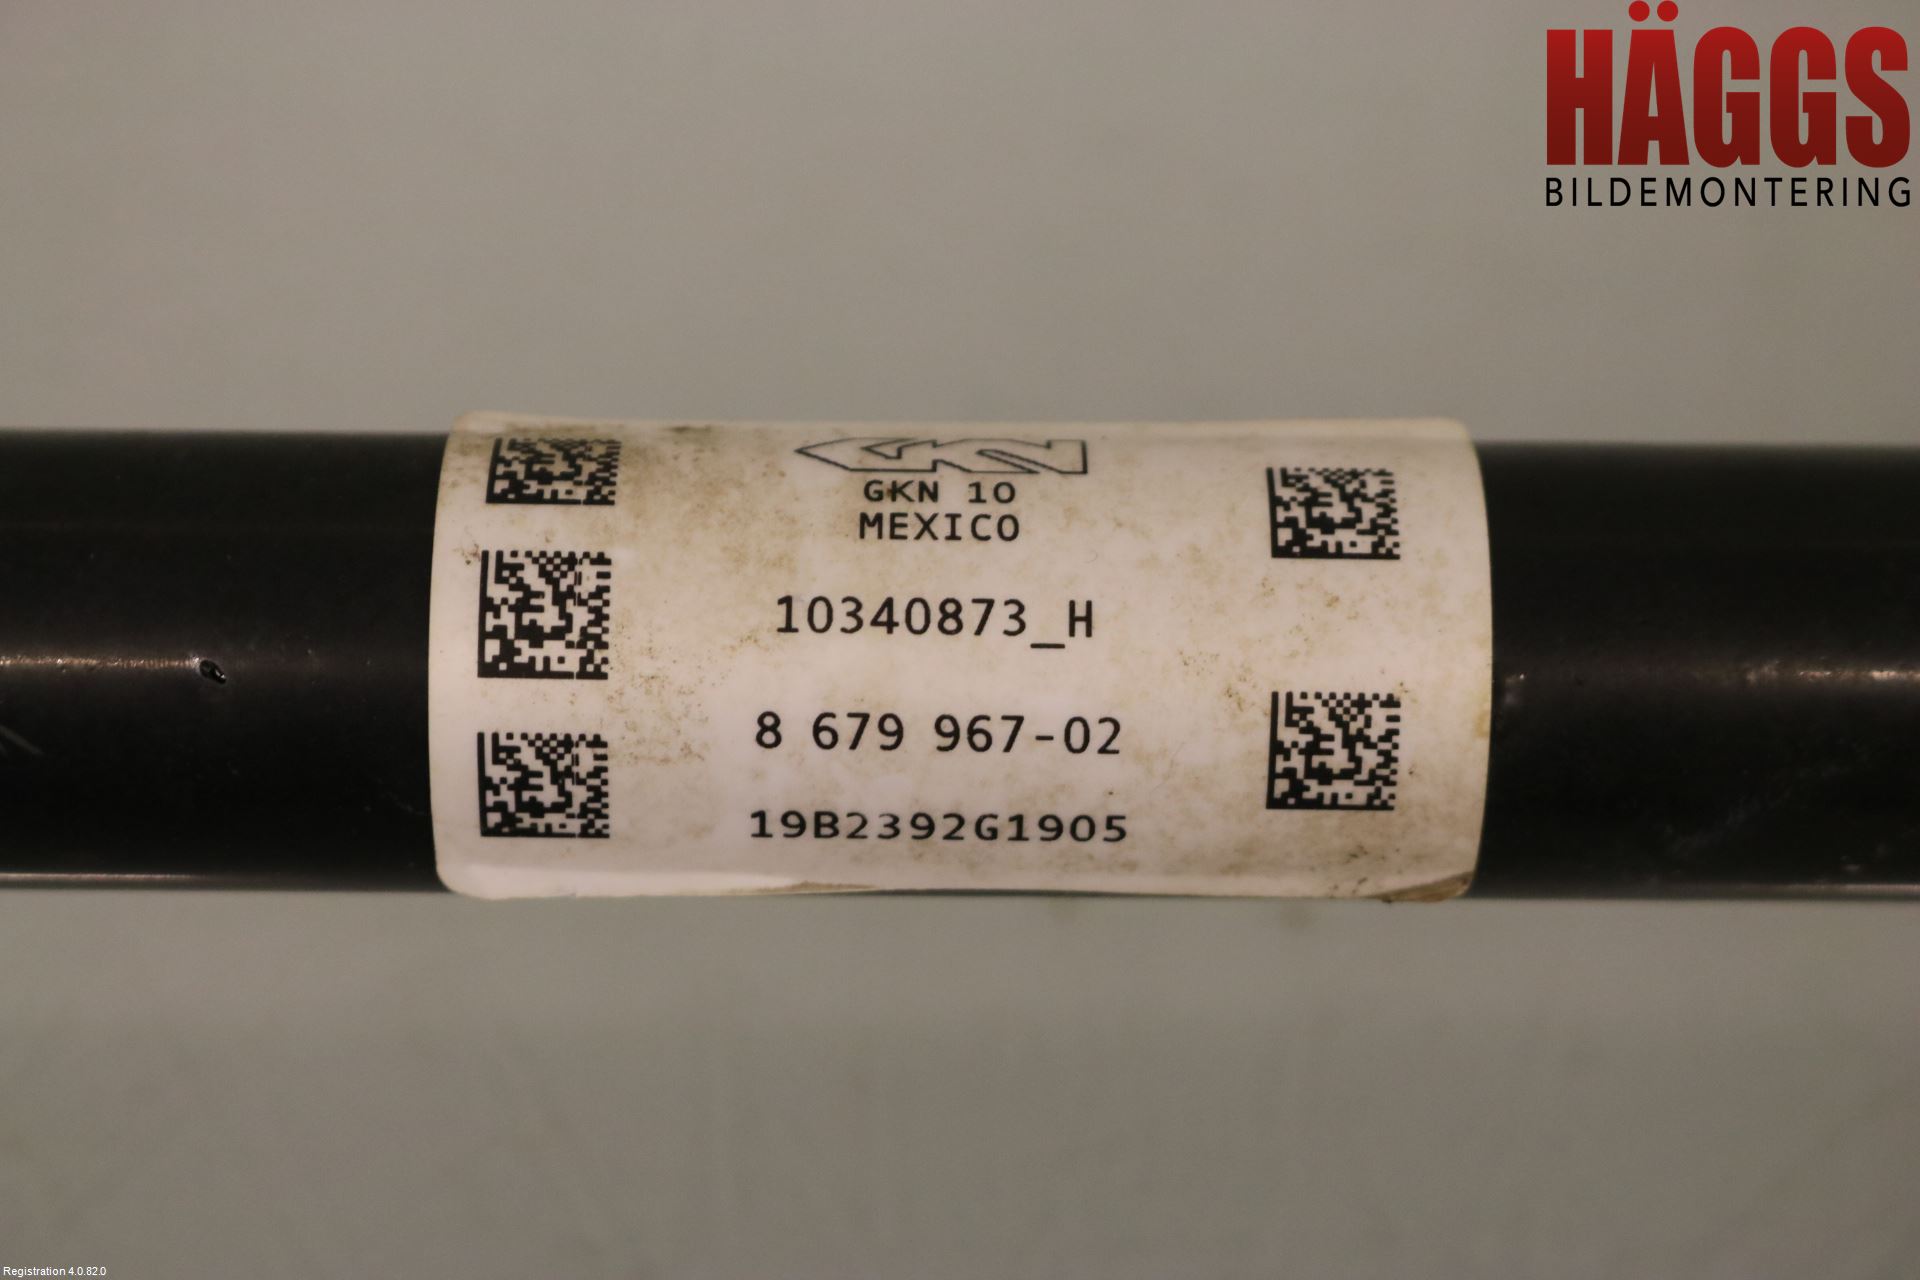 HÄGGS
BILDEMONTERING
GKN 10
MEXICO
10340873_H
8 679 967-02
19B2392G1905
Registration 4.0.82.0